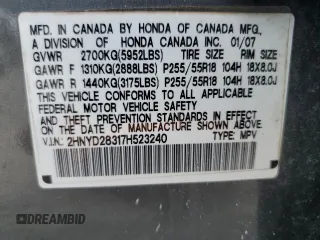 MFD. IN CANADA BY HONDA OF CANADA MFG.,
A DIVISION OF HONDA CANADA INC. 01/07
GVWR 2700KG(5952LBS) TIRE SIZE RIM SIZE
GAWR F 1310KG(2888LBS) P255/55R18 104H 18X8.0J
GAWR R 1440KG(3175LBS) P255/55R18 104H 18X8.0J
THIS VEHICLE CONFORMS TO ALL APPLICABLE
FEDERAL MOTOR VEHICLE SAFETY
AND THEFT PREVENTION STANDARDS IN EFFECT
ON THE DATE OF MANUFACTURE SHOWN ABOVE.
V.I.N.: 2HNYD28317H523240 TYPE: MPV
DREAMBID